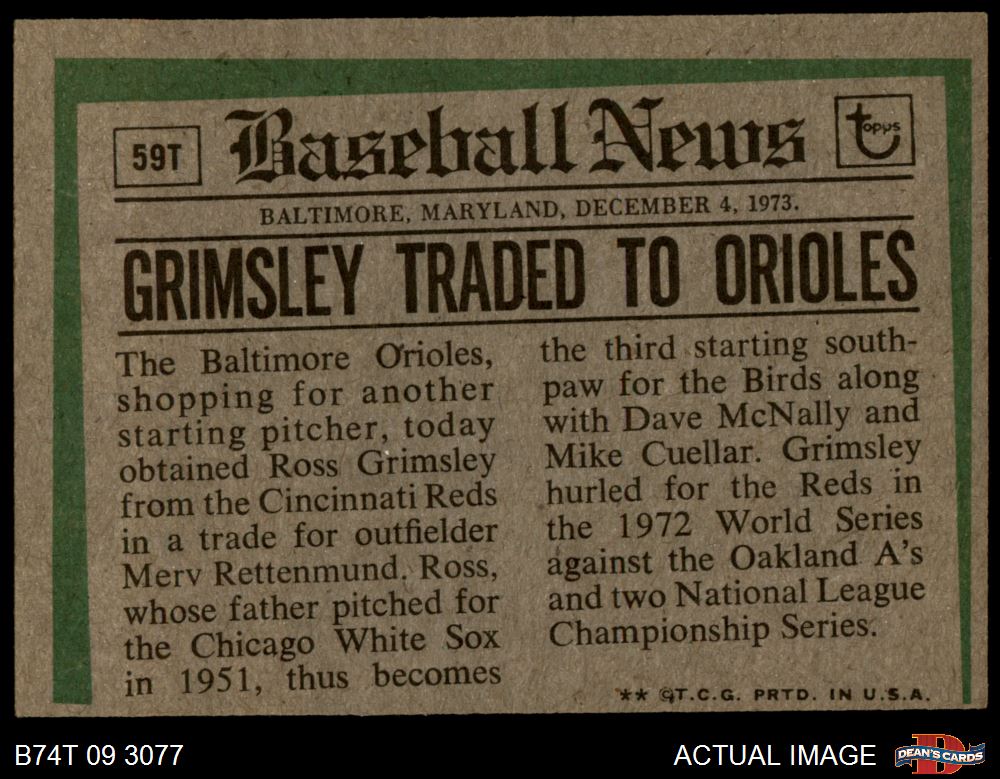 59T
Baseball News
topps
BALTIMORE, MARYLAND, DECEMBER 4, 1973.
GRIMSLEY TRADED TO ORIOLES
The Baltimore Orioles,
shopping for another
starting pitcher, today
obtained Ross Grimsley
from the Cincinnati Reds
in a trade for outfielder
Merv Rettenmund. Ross,
whose father pitched for
the Chicago White Sox
in 1951, thus becomes
the third starting south-
paw for the Birds along
with Dave McNally and
Mike Cuellar. Grimsley
hurled for the Reds in
the 1972 World Series
against the Oakland A's
and two National League
Championship Series.
** ©T.C.G. PRTD. IN U.S.A.
B74T 09 3077
ACTUAL IMAGE
DEAN'S CARDS